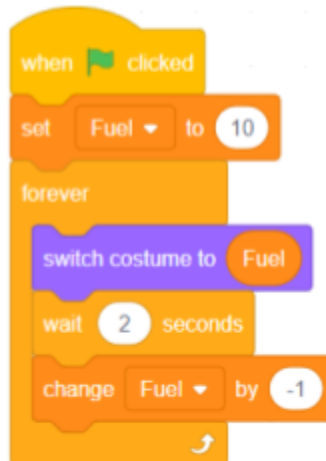 when clicked
set Fuel to 10
forever
switch costume to Fuel
wait 2 seconds
change Fuel by -1